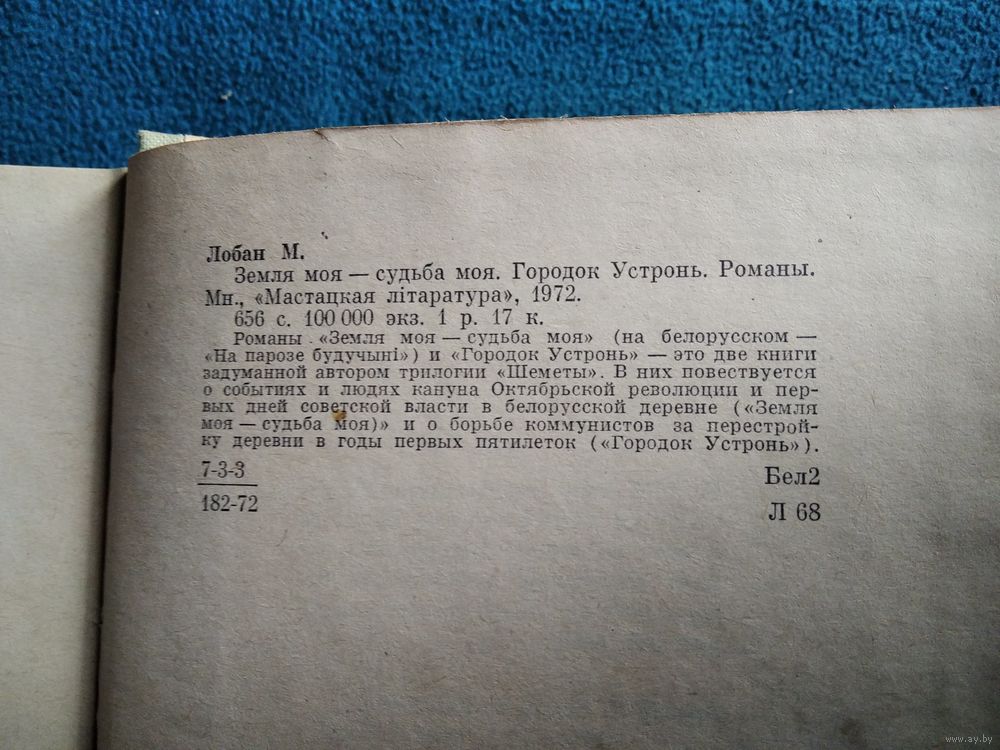 Лобан М.
Земля моя — судьба моя. Городок Устронь. Романы.
Мн., «Мастацкая літаратура», 1972.
656 с. 100 000 экз. 1 р. 17 к.
Романы «Земля моя — судьба моя» (на белорусском —
«На парозе будучыні») и «Городок Устронь» — это две книги
задуманной автором трилогии «Шеметы». В них повествуется
о событиях и людях кануна Октябрьской революции и пер-
вых дней советской власти в белорусской деревне («Земля
моя — судьба моя)» и о борьбе коммунистов за перестрой-
ку деревни в годы первых пятилеток («Городок Устронь»).
7-3-3
182-72
Бел2
Л 68
www.ay.by